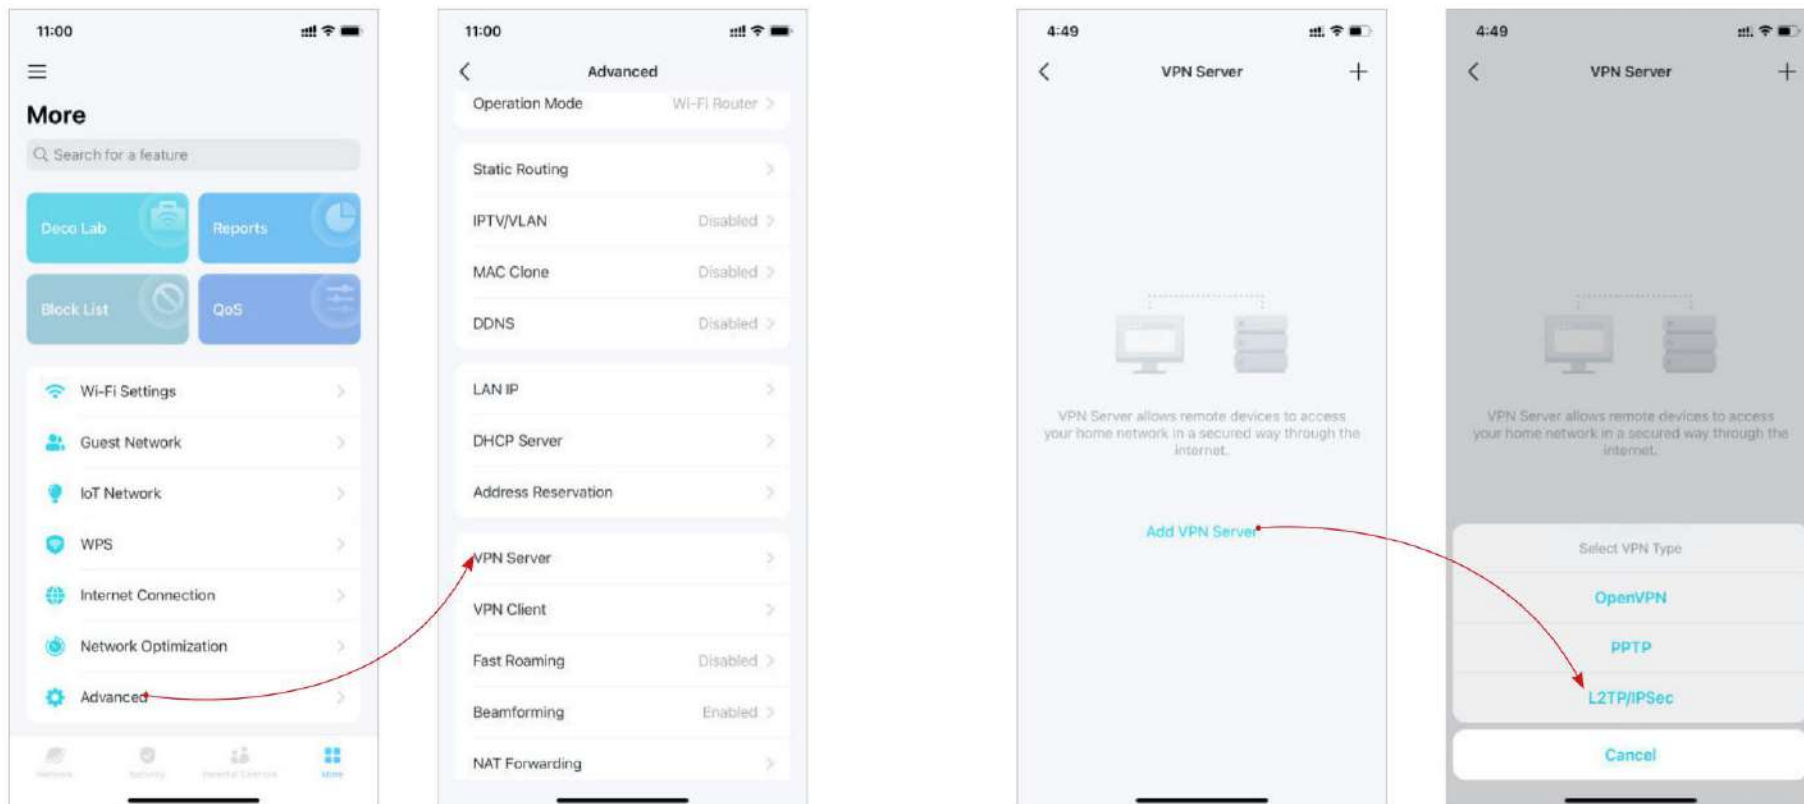 11:00
More
Search for a feature
Deco Lab
Reports
Block List
QoS
Wi-Fi Settings
Guest Network
IoT Network
WPS
Internet Connection
Network Optimization
Advanced
Network
Security
Parental Controls
More
11:00
Advanced
Operation Mode Wi-Fi Router
Static Routing
IPTV/VLAN Disabled
MAC Clone Disabled
DDNS Disabled
LAN IP
DHCP Server
Address Reservation
VPN Server
VPN Client
Fast Roaming Disabled
Beamforming Enabled
NAT Forwarding
4:49
VPN Server
VPN Server allows remote devices to access
your home network in a secured way through the
internet.
Add VPN Server
4:49
VPN Server
VPN Server allows remote devices to access
your home network in a secured way through the
internet.
Select VPN Type
OpenVPN
PPTP
L2TP/IPSec
Cancel